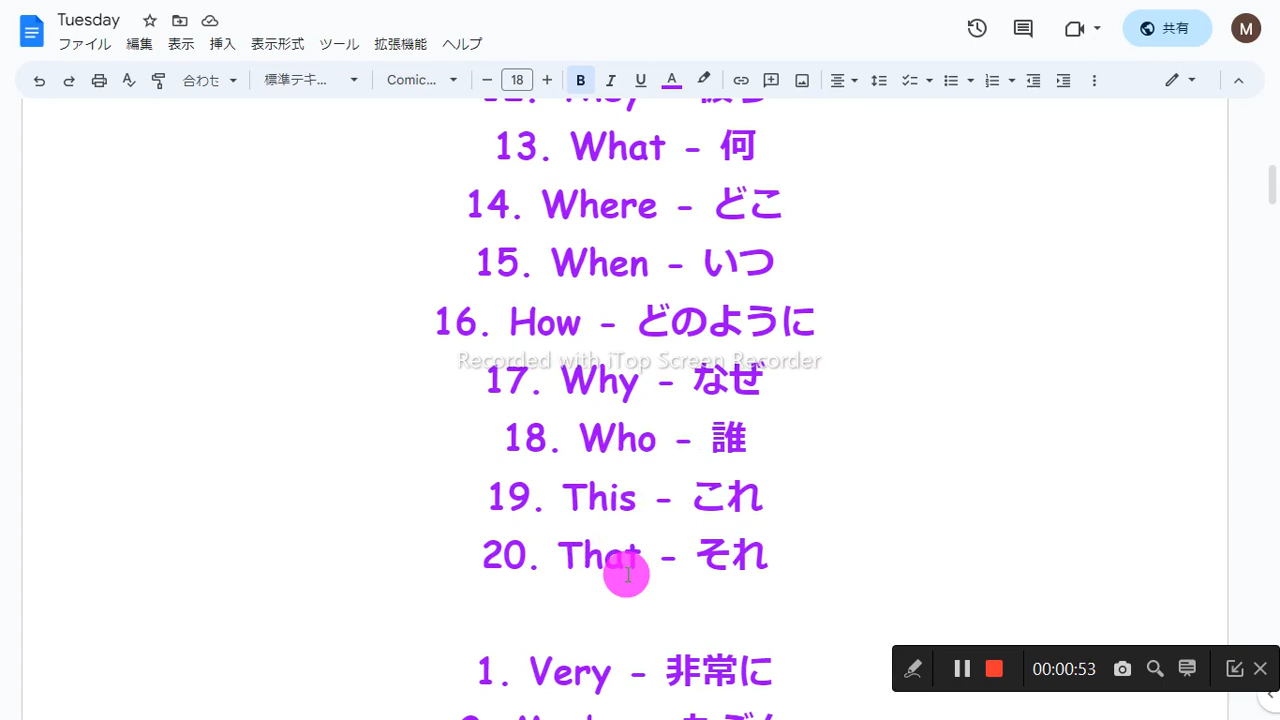 Tuesday
ファイル 編集 表示 挿入 表示形式 ツール 拡張機能 ヘルプ
共有
M
合わせ 標準テキ... Comic... − 18 + B I U A
13. What - 何
14. Where - どこ
15. When - いつ
16. How - どのように
Recorded with iTop Screen Recorder
17. Why - なぜ
18. Who - 誰
19. This - これ
20. That - それ
1. Very - 非常に
00:00:53